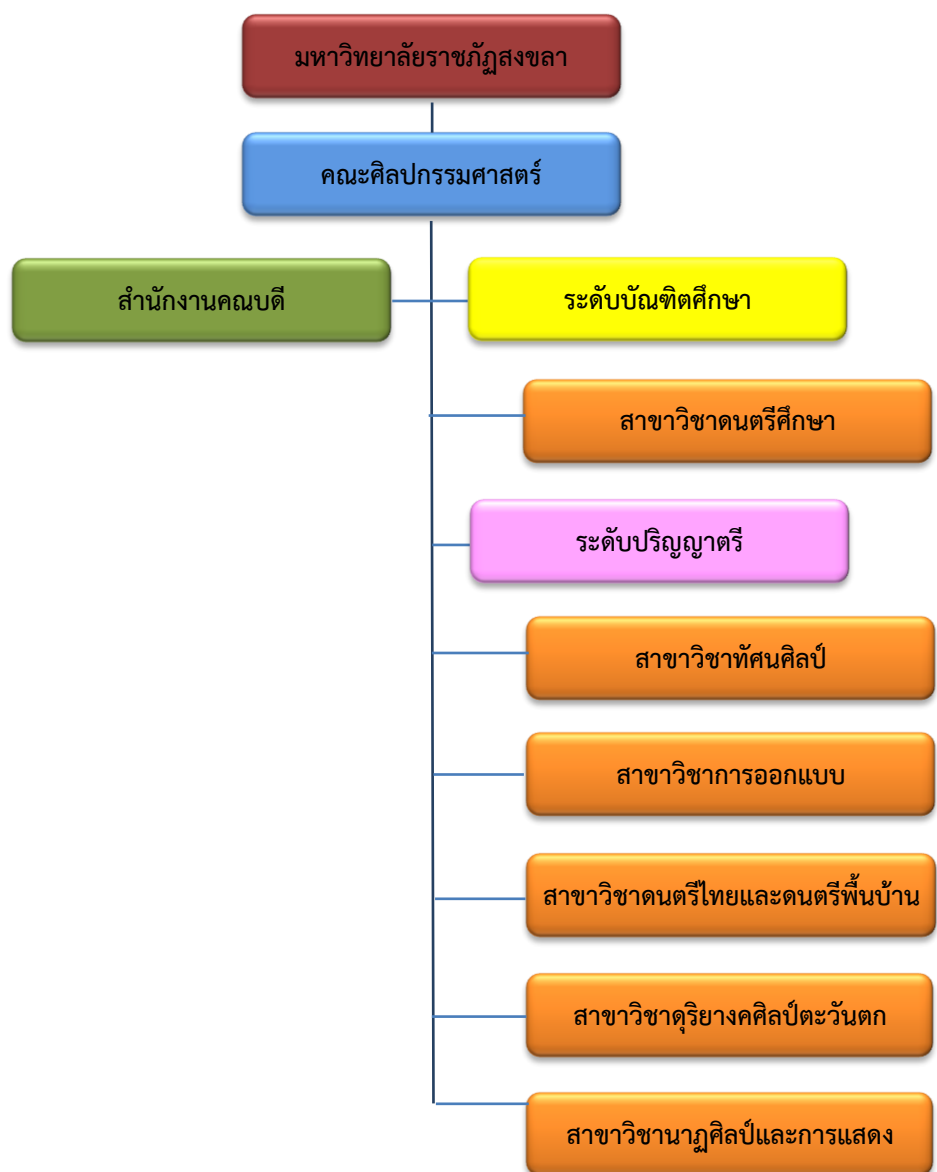 มหาวิทยาลัยราชภัฏสงขลา
คณะศิลปกรรมศาสตร์
สำนักงานคณบดี
ระดับบัณฑิตศึกษา
สาขาวิชาดนตรีศึกษา
ระดับปริญญาตรี
สาขาวิชาทัศนศิลป์
สาขาวิชาการออกแบบ
สาขาวิชาดนตรีไทยและดนตรีพื้นบ้าน
สาขาวิชาดุริยางคศิลป์ตะวันตก
สาขาวิชานาฏศิลป์และการแสดง